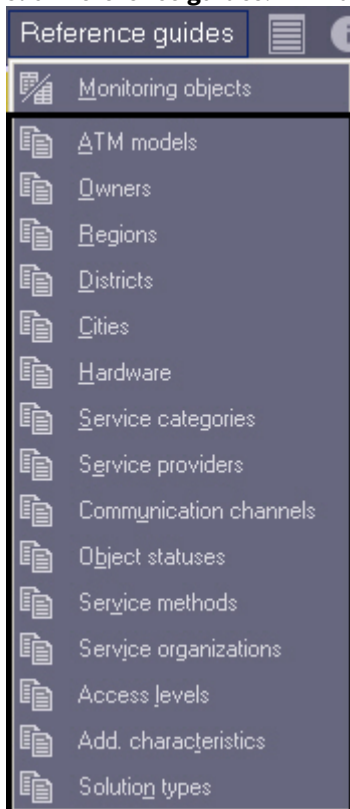 Reference guides
Monitoring objects
ATM models
Owners
Regions
Districts
Cities
Hardware
Service categories
Service providers
Communication channels
Object statuses
Service methods
Service organizations
Access levels
Add. characteristics
Solution types